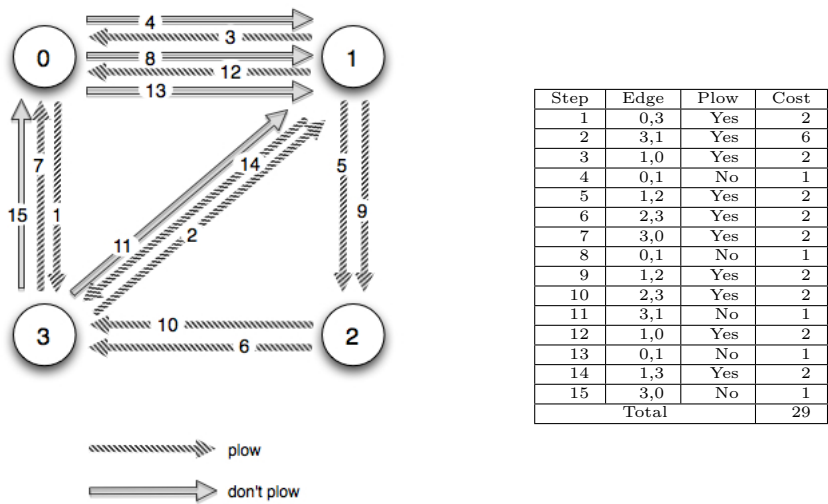 4
0
3
1
8
12
13
7
14
5
15
1
9
11
2
3
10
2
6
plow
don't plow
Step Edge Plow Cost
1 0,3 Yes 2
2 3,1 Yes 6
3 1,0 Yes 2
4 0,1 No 1
5 1,2 Yes 2
6 2,3 Yes 2
7 3,0 Yes 2
8 0,1 No 1
9 1,2 Yes 2
10 2,3 Yes 2
11 3,1 No 1
12 1,0 Yes 2
13 0,1 No 1
14 1,3 Yes 2
15 3,0 No 1
Total 29